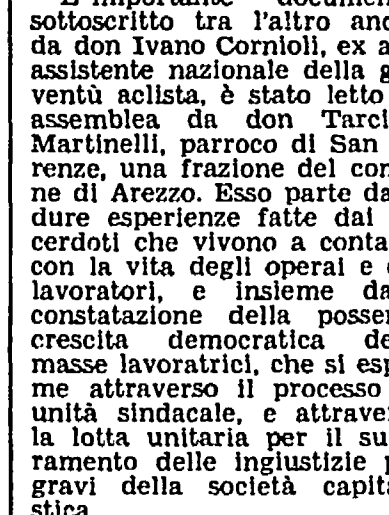 E importante documen
sottoscritto tra l'altro anc
da don Ivano Cornioli, ex a
assistente nazionale della g
ventù aclista, è stato letto
assemblea da don Tarci
Martinelli, parroco di San
renze, una frazione del con
ne di Arezzo. Esso parte da
dure esperienze fatte dai
cerdoti che vivono a conta
con la vita degli operai e
lavoratori, e insieme da
constatazione della posse
crescita democratica de
masse lavoratrici, che si esp
me attraverso il processo
unità sindacale, e attrave
la lotta unitaria per il su
ramento delle ingiustizie p
gravi della società capita
stica